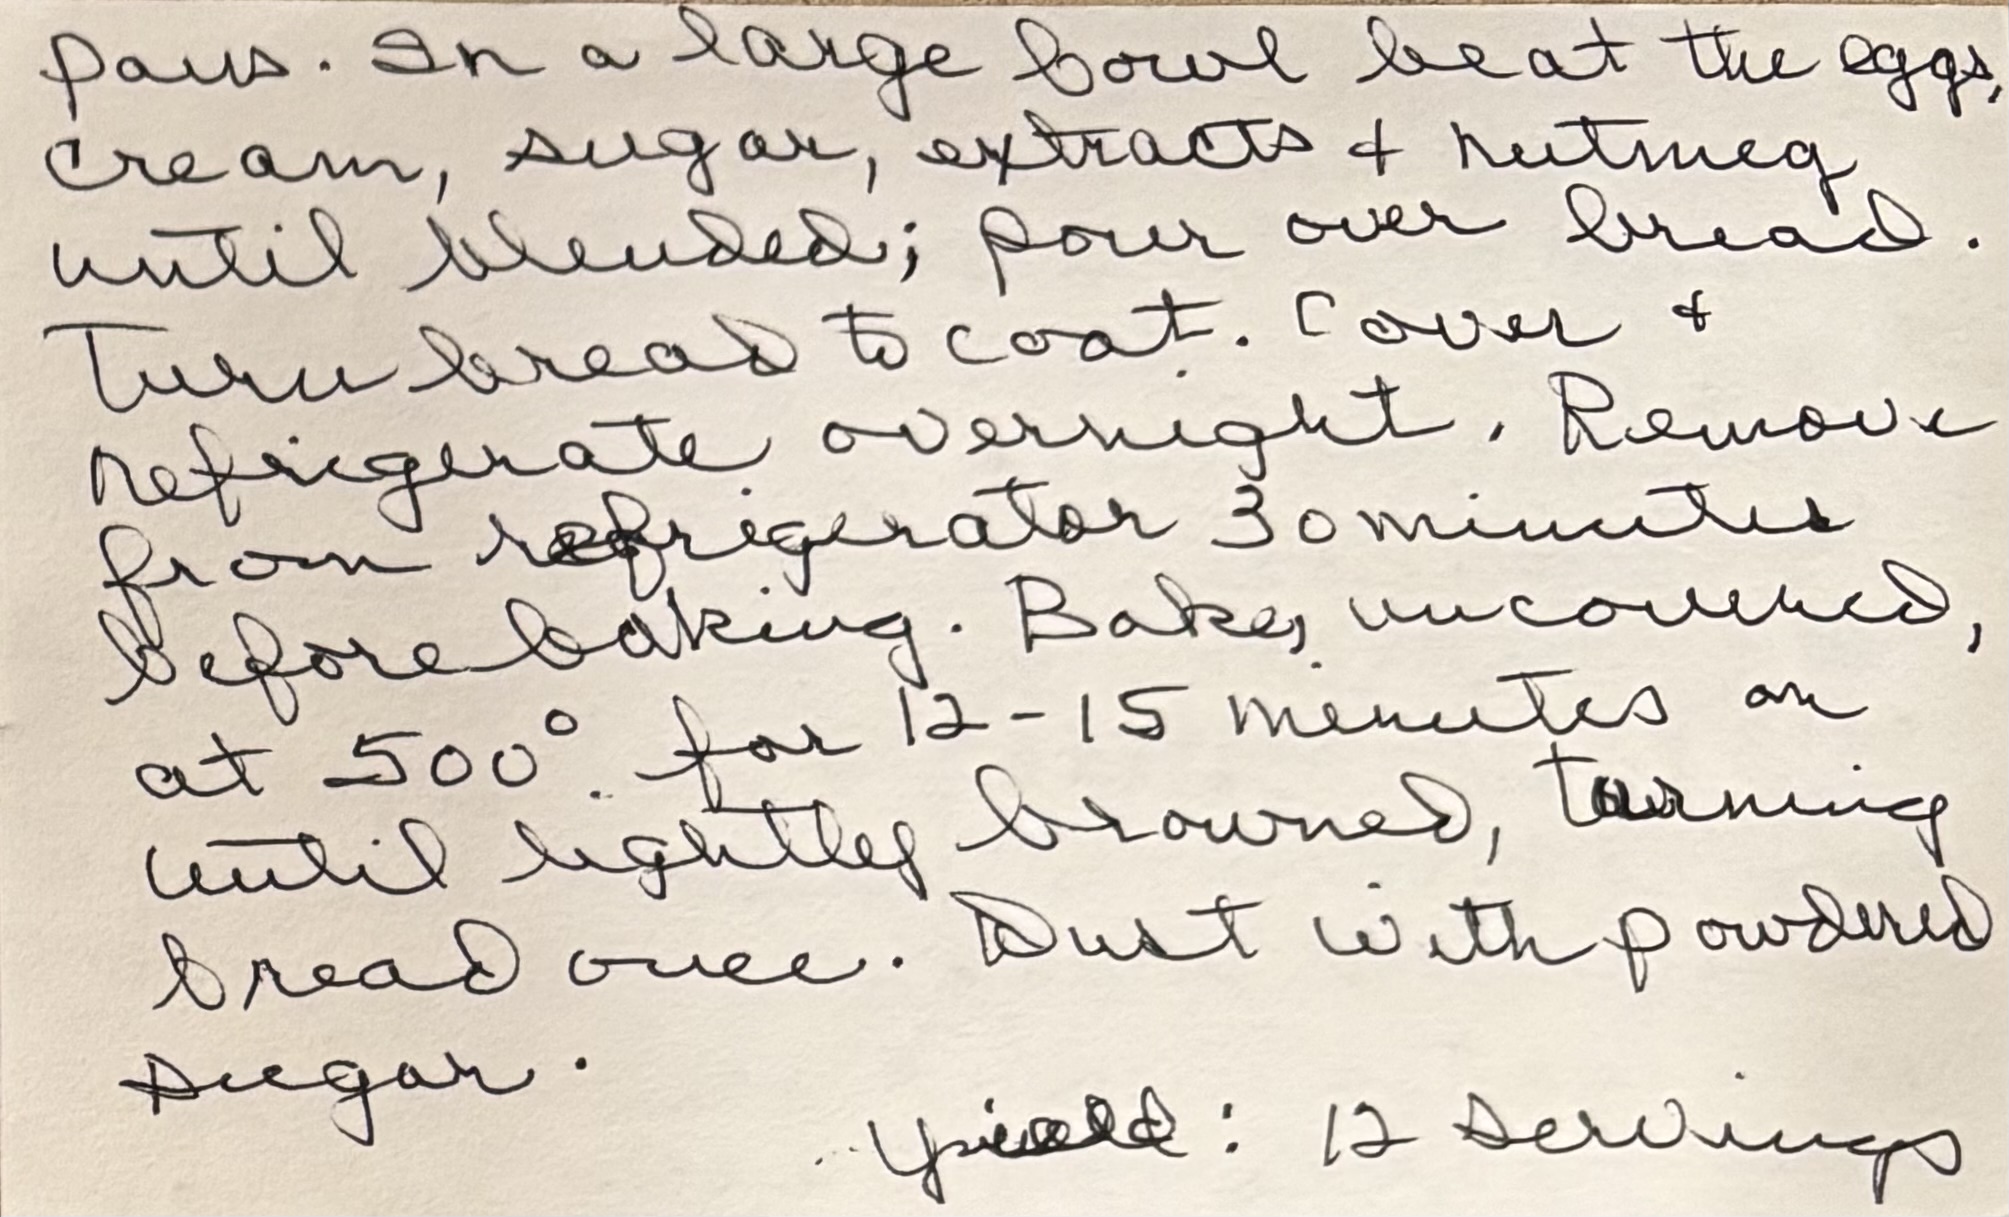 pans. In a large bowl beat the eggs,
cream, sugar, extracts & nutmeg
until blended; pour over bread.
Turn bread to coat. Cover &
refrigerate overnight. Remove
from refrigerator 30 minutes
before baking. Bake, uncovered,
at 500° for 12-15 minutes or
until lightly browned, turning
bread once. Dust with powdered
sugar.
yield: 12 servings